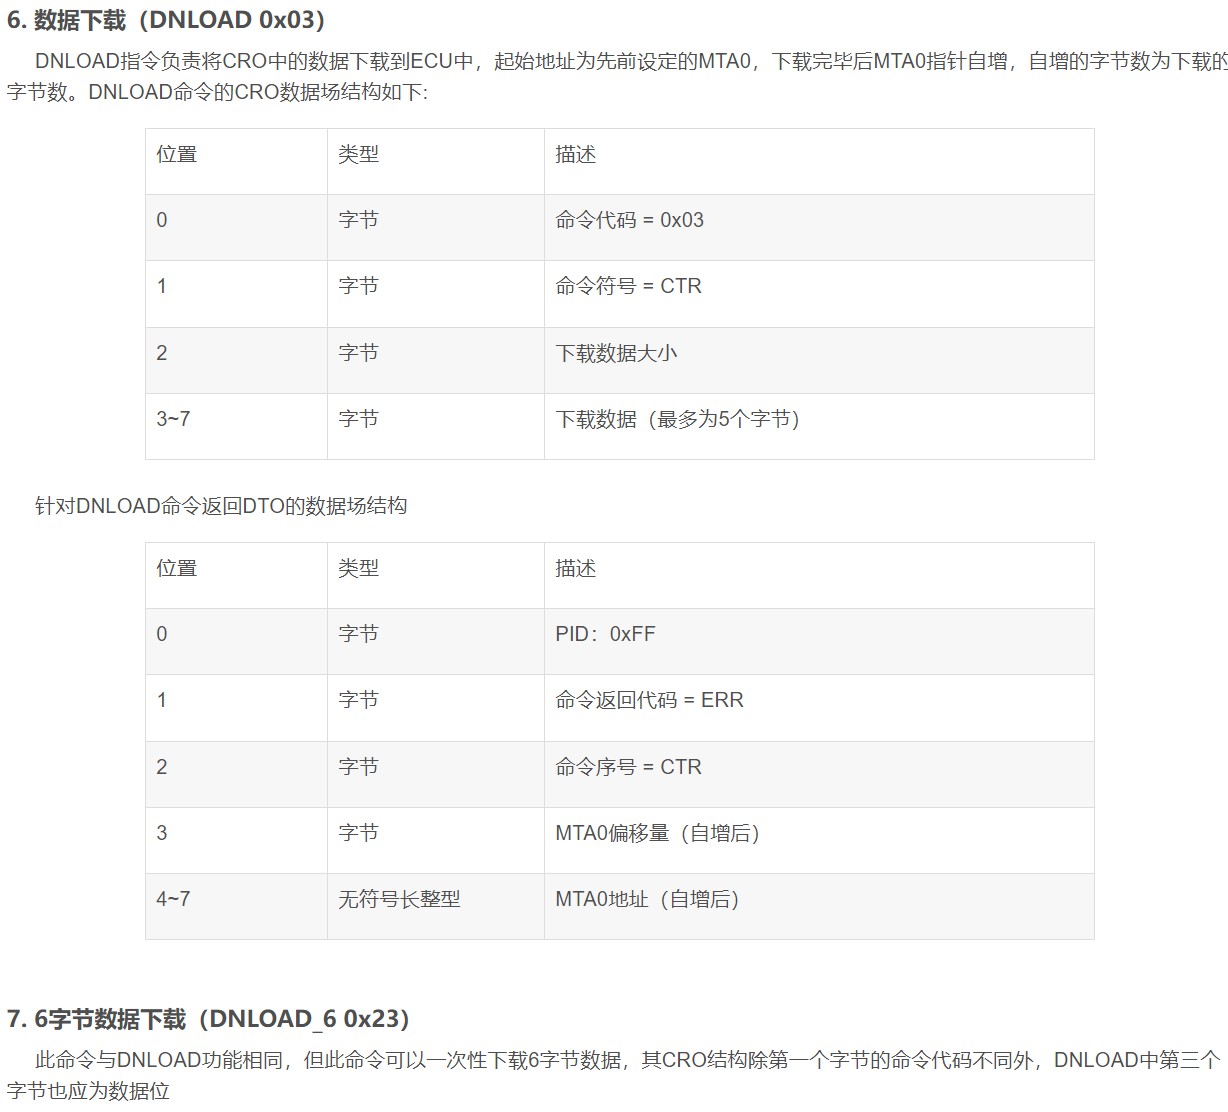 6. 数据下载（DNLOAD 0x03）
DNLOAD指令负责将CRO中的数据下载到ECU中，起始地址为先前设定的MTA0，下载完毕后MTA0指针自增，自增的字节数为下载的
字节数。DNLOAD命令的CRO数据场结构如下:
位置 类型 描述
0 字节 命令代码 = 0x03
1 字节 命令符号 = CTR
2 字节 下载数据大小
3~7 字节 下载数据（最多为5个字节）
针对DNLOAD命令返回DTO的数据场结构
位置 类型 描述
0 字节 PID：0xFF
1 字节 命令返回代码 = ERR
2 字节 命令序号 = CTR
3 字节 MTA0偏移量（自增后）
4~7 无符号长整型 MTA0地址（自增后）
7. 6字节数据下载（DNLOAD_6 0x23）
此命令与DNLOAD功能相同，但此命令可以一次性下载6字节数据，其CRO结构除第一个字节的命令代码不同外，DNLOAD中第三个
字节也应为数据位